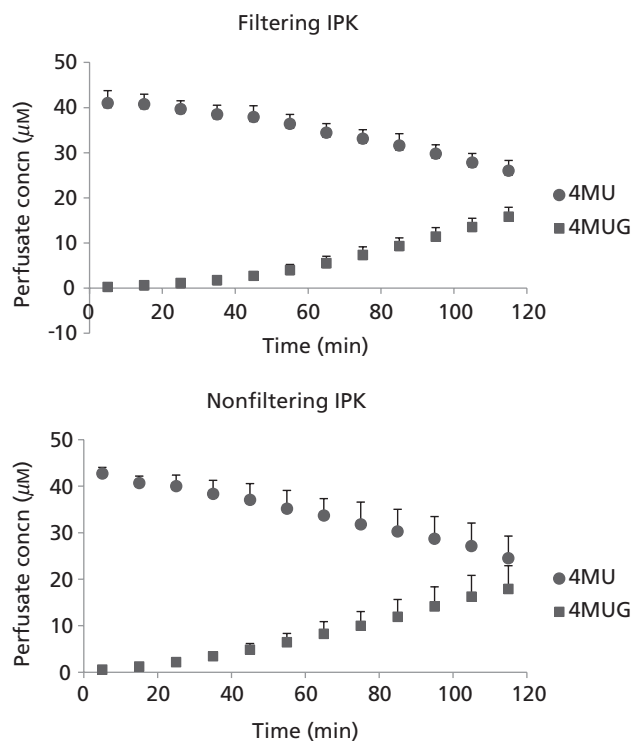 Filtering IPK
Perfusate concn (µM)
50
40
30
20
10
0
-10
0 20 40 60 80 100 120
Time (min)
4MU
4MUG
Nonfiltering IPK
Perfusate concn (µM)
50
40
30
20
10
0
0 20 40 60 80 100 120
Time (min)
4MU
4MUG